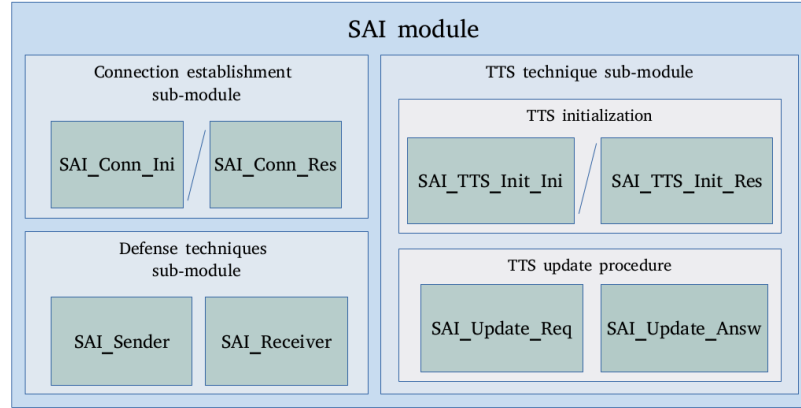 SAI module
Connection establishment
sub-module
SAI_Conn_Ini
SAI_Conn_Res
Defense techniques
sub-module
SAI_Sender
SAI_Receiver
TTS technique sub-module
TTS initialization
SAI_TTS_Init_Ini
SAI_TTS_Init_Res
TTS update procedure
SAI_Update_Req
SAI_Update_Answ